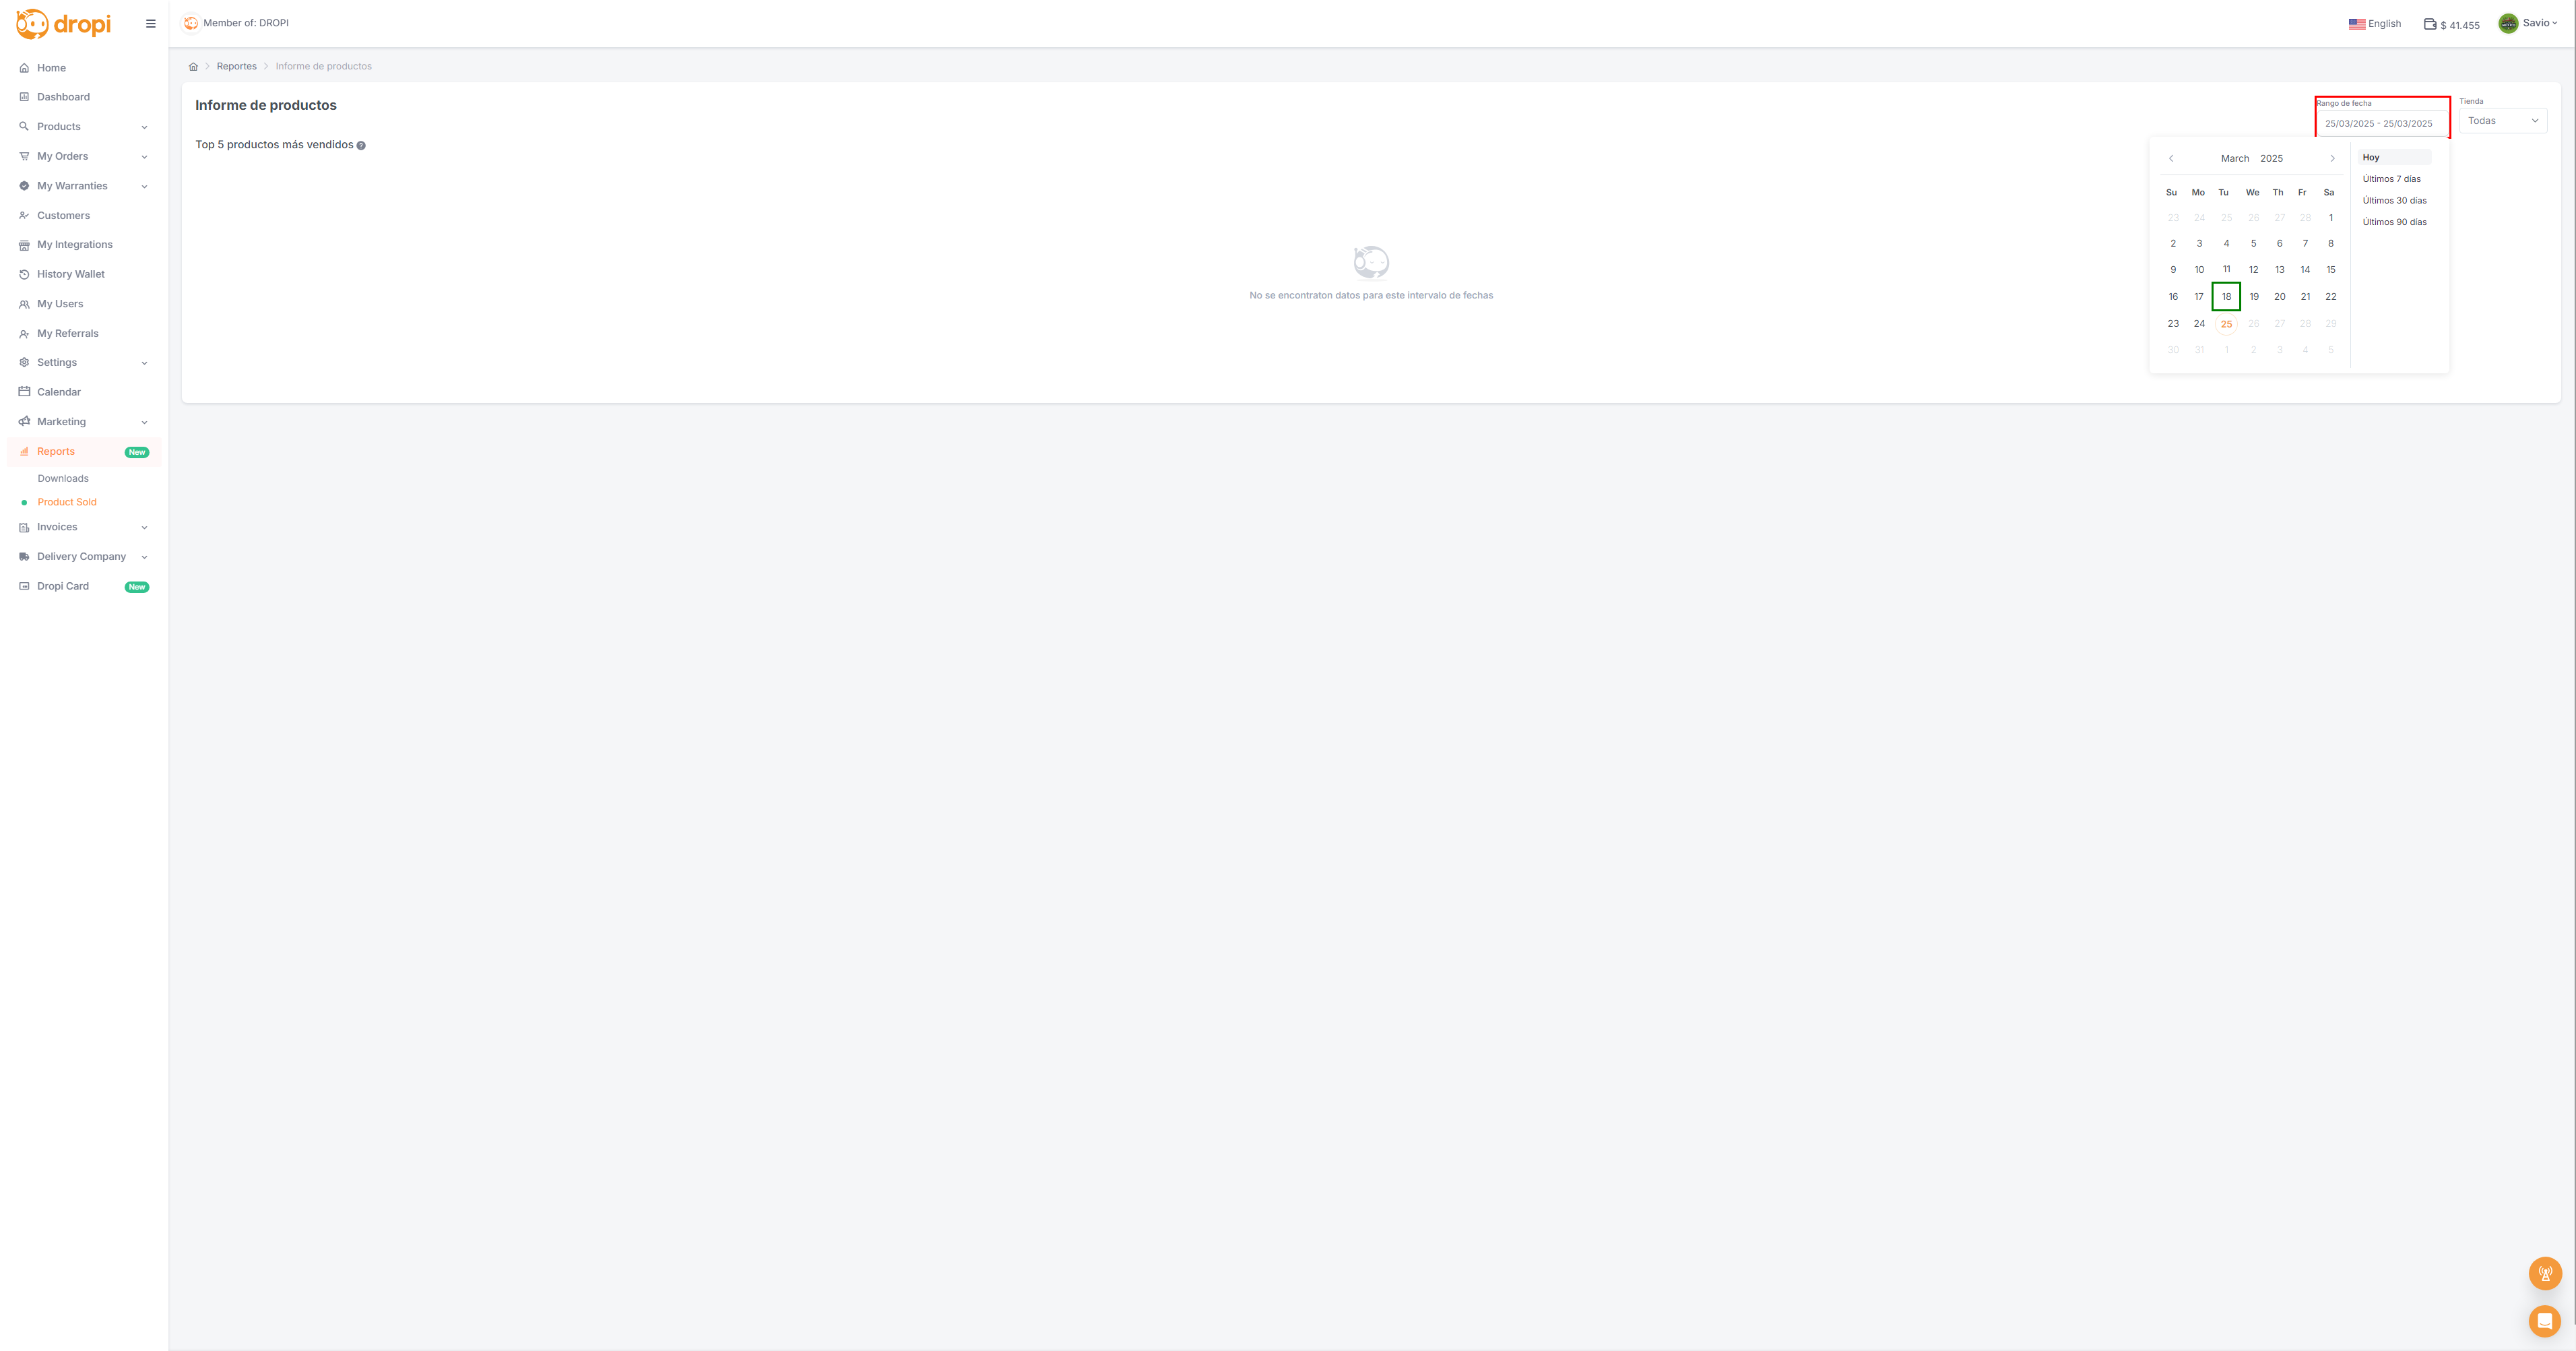 dropi
Member of: DROPI
English
$ 41.455
Savio
Home
Dashboard
Products
My Orders
My Warranties
Customers
My Integrations
History Wallet
My Users
My Referrals
Settings
Calendar
Marketing
Reports New
Downloads
Product Sold
Invoices
Delivery Company
Dropi Card New
Reportes Informe de productos
Informe de productos
Top 5 productos más vendidos ?
No se encontraton datos para este intervalo de fechas
Rango de fecha
25/03/2025 - 25/03/2025
Tienda
Todas
March 2025
Su Mo Tu We Th Fr Sa
23 24 25 26 27 28 1
2 3 4 5 6 7 8
9 10 11 12 13 14 15
16 17 18 19 20 21 22
23 24 25 26 27 28 29
30 31 1 2 3 4 5
Hoy
Últimos 7 días
Últimos 30 días
Últimos 90 días